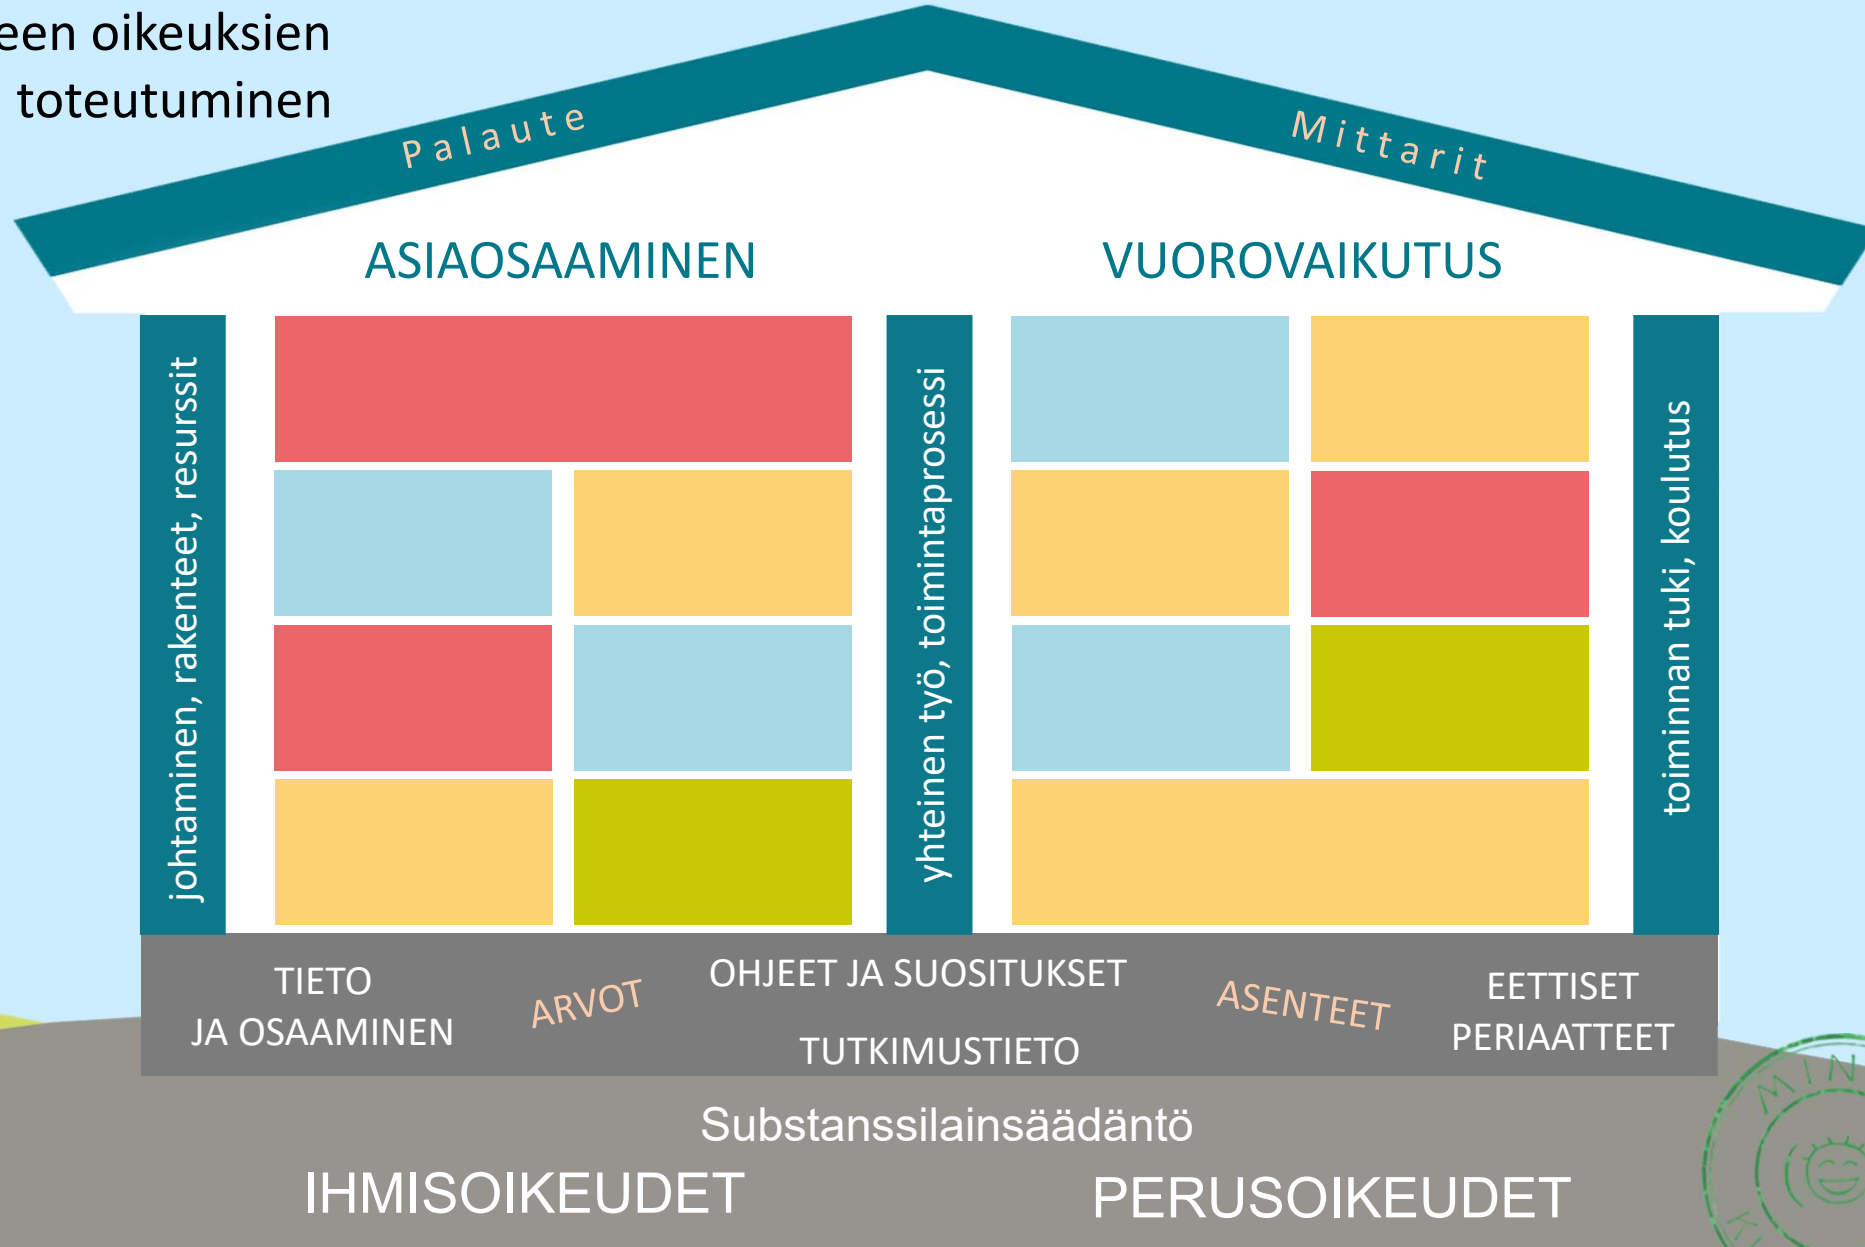 oikeuksien
toteutuminen
Palaute
Mittarit
ASIAOSAAMINEN
VUOROVAIKUTUS
johtaminen, rakenteet, resurssit
yhteinen työ, toimintaprosessi
toiminnan tuki, koulutus
TIETO
JA OSAAMINEN
ARVOT
OHJEET JA SUOSITUKSET
TUTKIMUSTIETO
ASENTEET
EETTISET
PERIAATTEET
Substanssilainsäädäntö
IHMISOIKEUDET
PERUSOIKEUDET